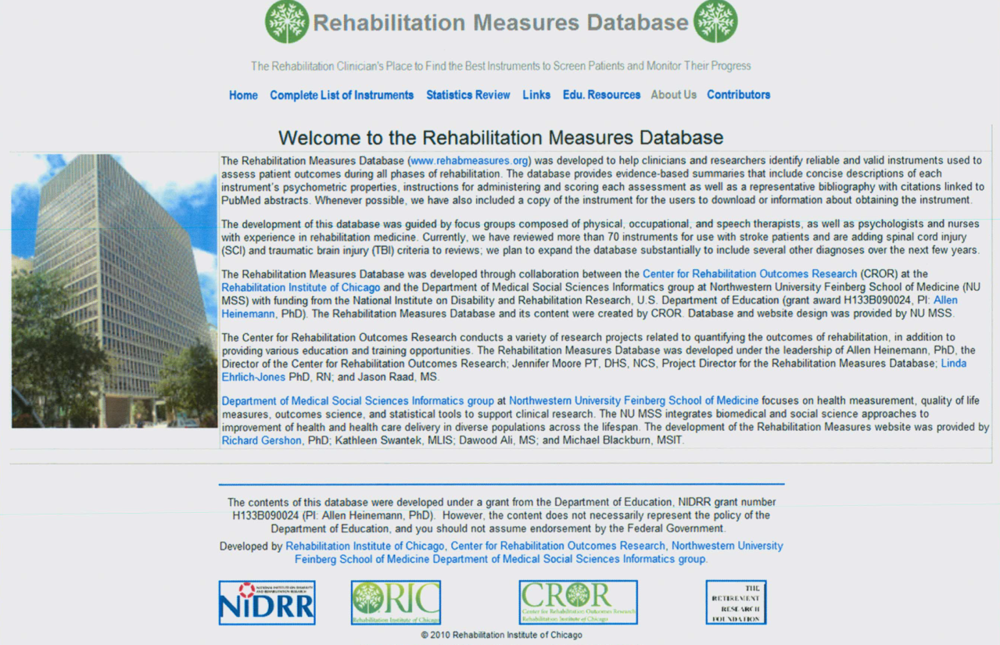 Rehabilitation Measures Database
The Rehabilitation Clinician's Place to Find the Best Instruments to Screen Patients and Monitor Their Progress
Home Complete List of Instruments Statistics Review Links Edu. Resources About Us Contributors
Welcome to the Rehabilitation Measures Database
The Rehabilitation Measures Database (www.rehabmeasures.org) was developed to help clinicians and researchers identify reliable and valid instruments used to
assess patient outcomes during all phases of rehabilitation. The database provides evidence-based summaries that include concise descriptions of each
instrument's psychometric properties, instructions for administering and scoring each assessment as well as a representative bibliography with citations linked to
PubMed abstracts. Whenever possible, we have also included a copy of the instrument for the users to download or information about obtaining the instrument.
The development of this database was guided by focus groups composed of physical, occupational, and speech therapists, as well as psychologists and nurses
with experience in rehabilitation medicine. Currently, we have reviewed more than 70 instruments for use with stroke patients and are adding spinal cord injury
(SCI) and traumatic brain injury (TBI) criteria to reviews; we plan to expand the database substantially to include several other diagnoses over the next few years.
The Rehabilitation Measures Database was developed through collaboration between the Center for Rehabilitation Outcomes Research (CROR) at the
Rehabilitation Institute of Chicago and the Department of Medical Social Sciences Informatics group at Northwestern University Feinberg School of Medicine (NU
MSS) with funding from the National Institute on Disability and Rehabilitation Research, U.S. Department of Education (grant award H133B090024, PI: Allen
Heinemann, PhD). The Rehabilitation Measures Database and its content were created by CROR. Database and website design was provided by NU MSS.
The Center for Rehabilitation Outcomes Research conducts a variety of research projects related to quantifying the outcomes of rehabilitation, in addition to
providing various education and training opportunities. The Rehabilitation Measures Database was developed under the leadership of Allen Heinemann, PhD, the
Director of the Center for Rehabilitation Outcomes Research; Jennifer Moore PT, DHS, NCS, Project Director for the Rehabilitation Measures Database; Linda
Ehrlich-Jones PhD, RN; and Jason Raad, MS.
Department of Medical Social Sciences Informatics group at Northwestern University Feinberg School of Medicine focuses on health measurement, quality of life
measures, outcomes science, and statistical tools to support clinical research. The NU MSS integrates biomedical and social science approaches to
improvement of health and health care delivery in diverse populations across the lifespan. The development of the Rehabilitation Measures website was provided by
Richard Gershon, PhD; Kathleen Swantek, MLIS; Dawood Ali, MS; and Michael Blackburn, MSIT.
The contents of this database were developed under a grant from the Department of Education, NIDRR grant number
H133B090024 (PI: Allen Heinemann, PhD). However, the content does not necessarily represent the policy of the
Department of Education, and you should not assume endorsement by the Federal Government.
Developed by Rehabilitation Institute of Chicago, Center for Rehabilitation Outcomes Research, Northwestern University
Feinberg School of Medicine Department of Medical Social Sciences Informatics group.
NATIONAL INSTITUTE ON DISABILITY
AND REHABILITATION RESEARCH
NiDRR
RIC
Rehabilitation Institute of Chicago
CROR
Center for Rehabilitation Outcomes Research
Rehabilitation Institute of Chicago
THE
RETIREMENT
RESEARCH
FOUNDATION
© 2010 Rehabilitation Institute of Chicago